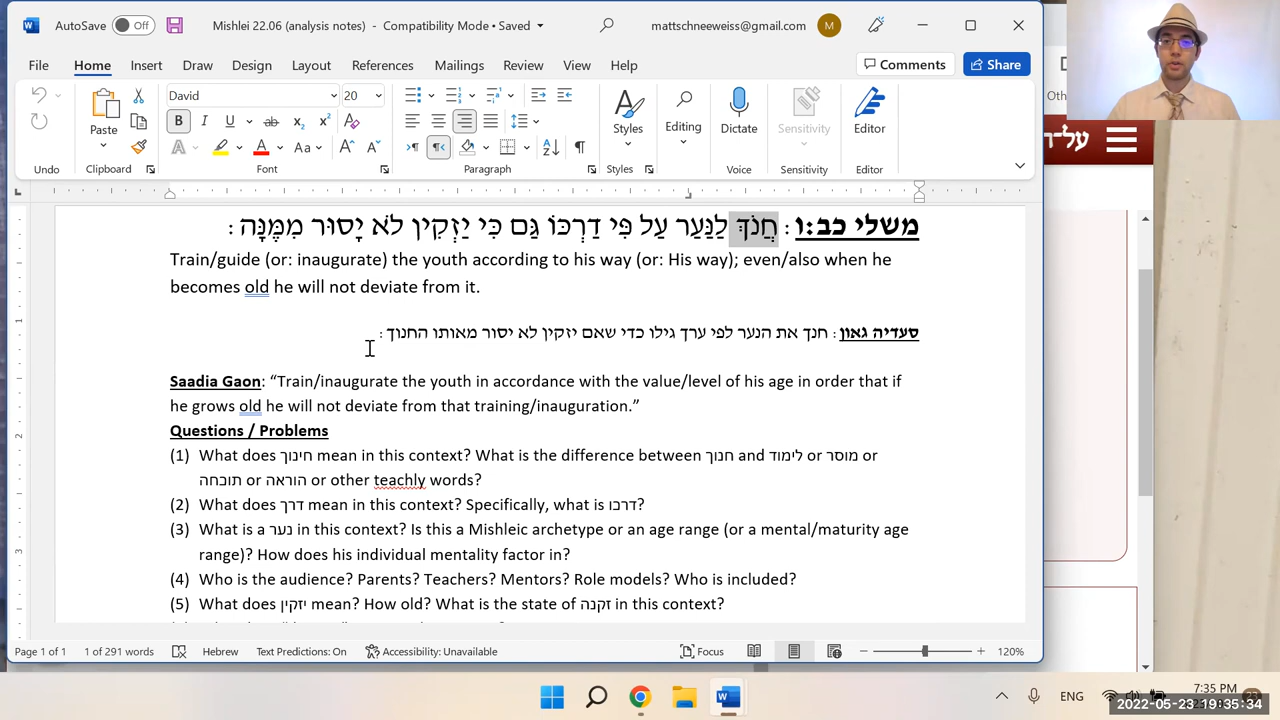 AutoSave Off Mishlei 22.06 (analysis notes) - Compatibility Mode • Saved mattschneeweiss@gmail.com M
File Home Insert Draw Design Layout References Mailings Review View Help Comments Share
David 20
Paste B I U ab x₂ x² A Aa A A Styles Editing Dictate Sensitivity Editor
Undo Clipboard Font Paragraph Styles Voice Sensitivity Editor
על־ר
משלי כב:ו : חֲנֹךְ לַנַּעַר עַל פִּי דַרְכּוֹ גַּם כִּי יַזְקִין לֹא יָסוּר מִמֶּנָּה :
Train/guide (or: inaugurate) the youth according to his way (or: His way); even/also when he
becomes old he will not deviate from it.
סעדיה גאון : חנך את הנער לפי ערך גילו כדי שאם יזקין לא יסור מאותו החנוך :
Saadia Gaon: “Train/inaugurate the youth in accordance with the value/level of his age in order that if
he grows old he will not deviate from that training/inauguration.”
Questions / Problems
(1) What does חינוך mean in this context? What is the difference between חנוך and לימוד or מוסר or
תוכחה or הוראה or other teachly words?
(2) What does דרך mean in this context? Specifically, what is דרכו?
(3) What is a נער in this context? Is this a Mishleic archetype or an age range (or a mental/maturity age
range)? How does his individual mentality factor in?
(4) Who is the audience? Parents? Teachers? Mentors? Role models? Who is included?
(5) What does יזקין mean? How old? What is the state of זקנה in this context?
Page 1 of 1 1 of 291 words Hebrew Text Predictions: On Accessibility: Unavailable Focus 120%
ENG 7:35 PM
2022-05-23 19:35:34